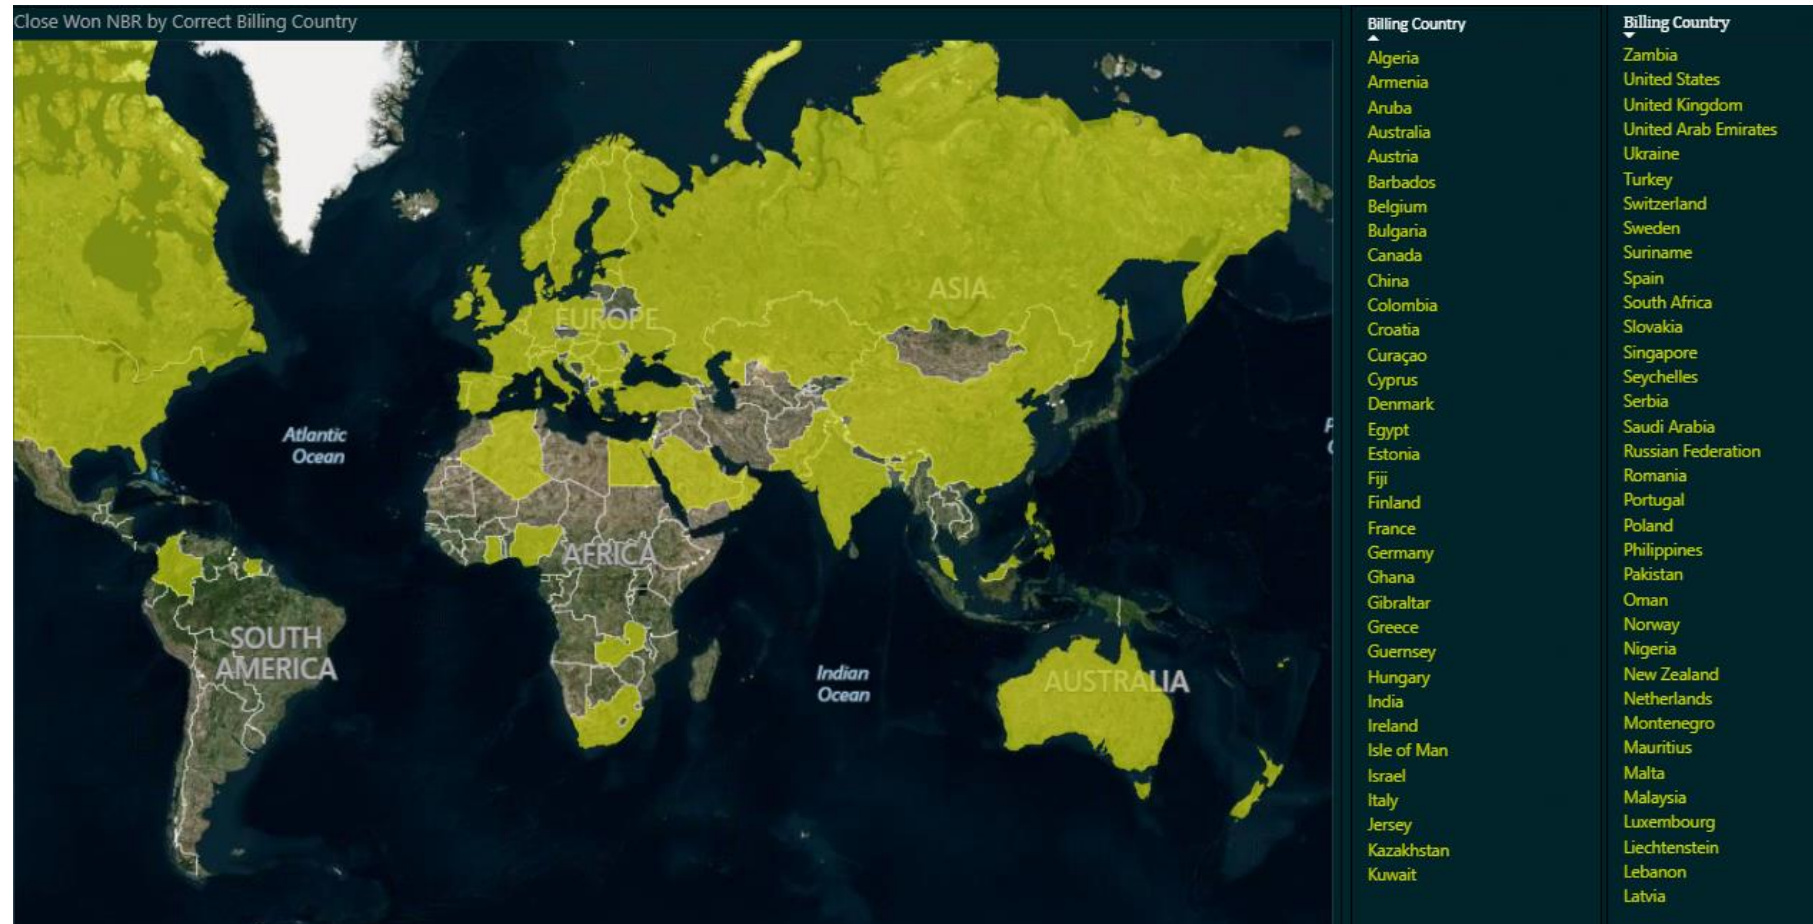 Close Won NBR by Correct Billing Country
ASIA
EUROPE
Atlantic
Ocean
AFRICA
SOUTH
AMERICA
Indian
Ocean
AUSTRALIA
Billing Country
Algeria
Armenia
Aruba
Australia
Austria
Barbados
Belgium
Bulgaria
Canada
China
Colombia
Croatia
Curaçao
Cyprus
Denmark
Egypt
Estonia
Fiji
Finland
France
Germany
Ghana
Gibraltar
Greece
Guernsey
Hungary
India
Ireland
Isle of Man
Israel
Italy
Jersey
Kazakhstan
Kuwait
Billing Country
Zambia
United States
United Kingdom
United Arab Emirates
Ukraine
Turkey
Switzerland
Sweden
Suriname
Spain
South Africa
Slovakia
Singapore
Seychelles
Serbia
Saudi Arabia
Russian Federation
Romania
Portugal
Poland
Philippines
Pakistan
Oman
Norway
Nigeria
New Zealand
Netherlands
Montenegro
Mauritius
Malta
Malaysia
Luxembourg
Liechtenstein
Lebanon
Latvia